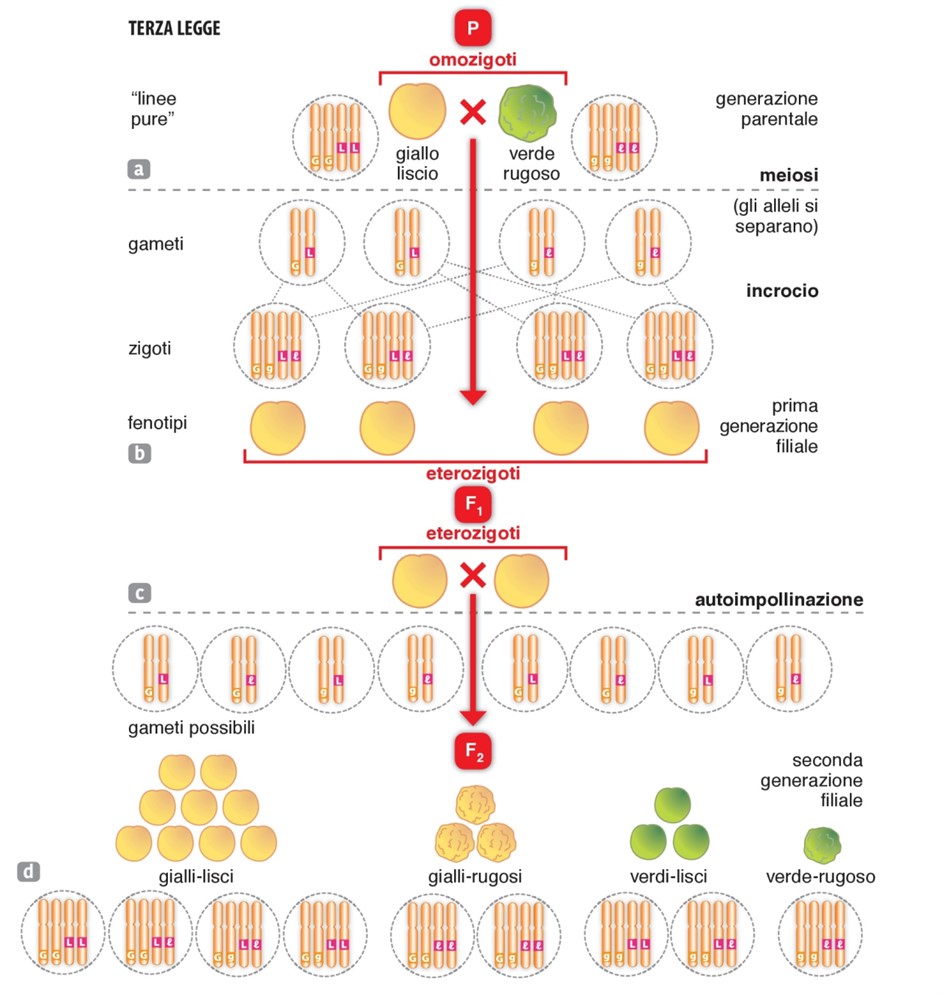 TERZA LEGGE
P
omozigoti
“linee
pure”
generazione
parentale
G G L L
g g ℓ ℓ
giallo
liscio
verde
rugoso
a
meiosi
(gli alleli si
separano)
gameti
G L
G L
g ℓ
g ℓ
incrocio
zigoti
G g L ℓ
G g L ℓ
G g L ℓ
G g L ℓ
fenotipi
prima
generazione
filiale
b
eterozigoti
F1
eterozigoti
c
autoimpollinazione
G L
G ℓ
g L
g ℓ
G L
G ℓ
g L
g ℓ
gameti possibili
F2
seconda
generazione
filiale
d
gialli-lisci
gialli-rugosi
verdi-lisci
verde-rugoso
G G L L
G G L ℓ
G g L ℓ
G g L L
G G ℓ ℓ
G g ℓ ℓ
g g L L
g g L ℓ
g g ℓ ℓ